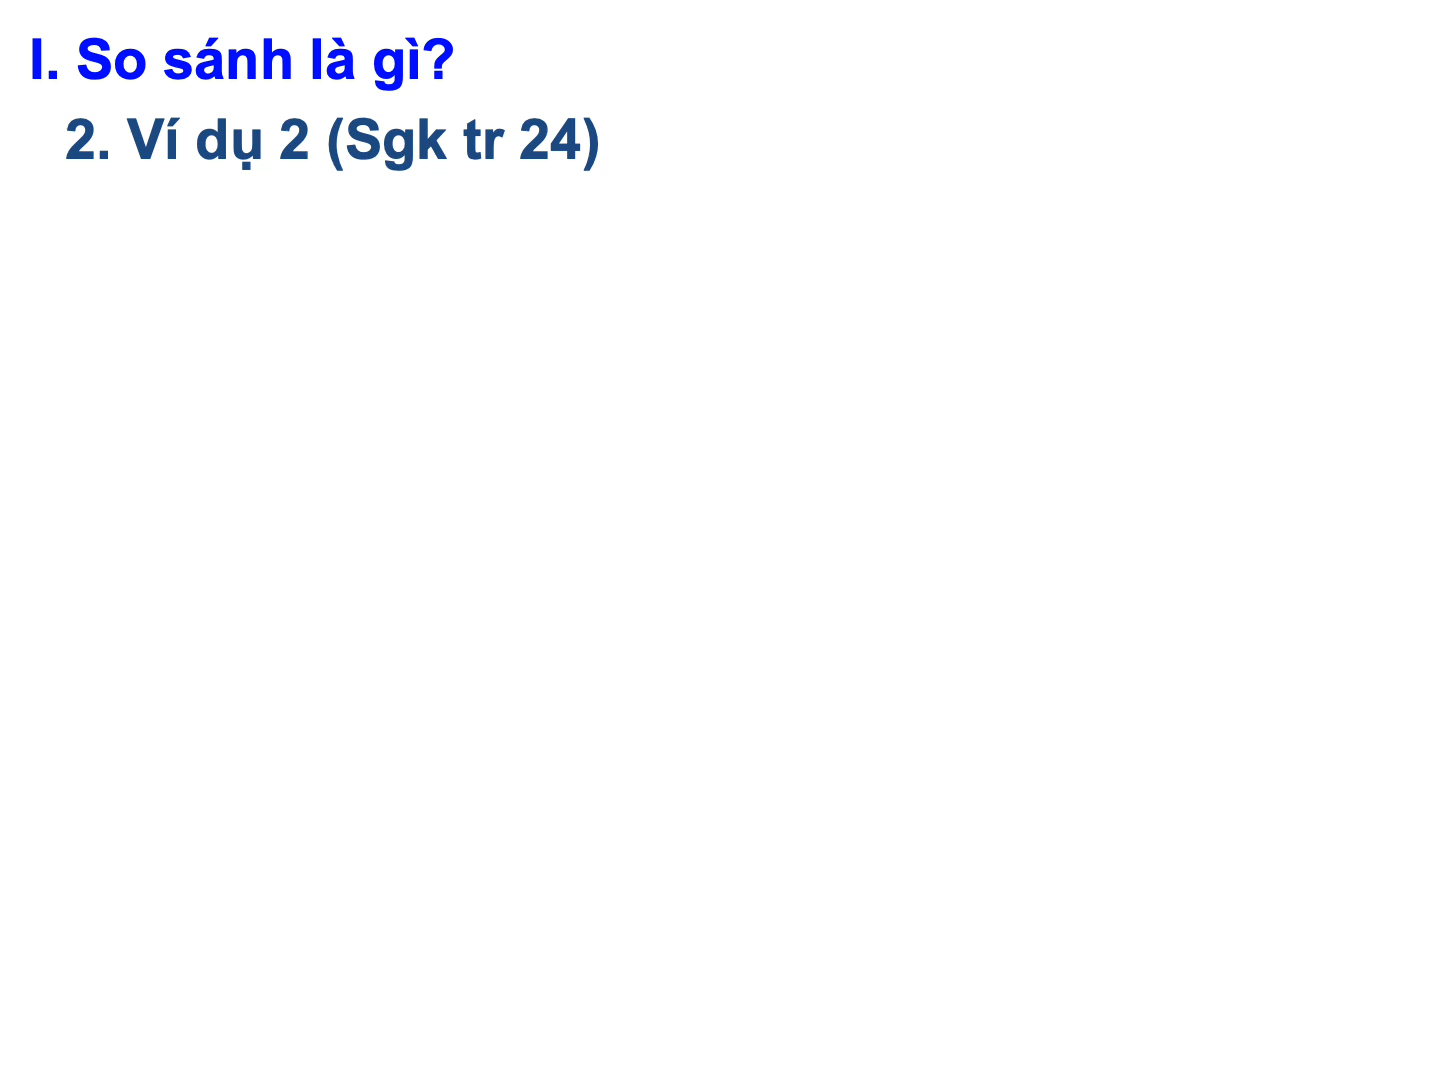 I. So sánh là gì?
2. Ví dụ 2 (Sgk tr 24)